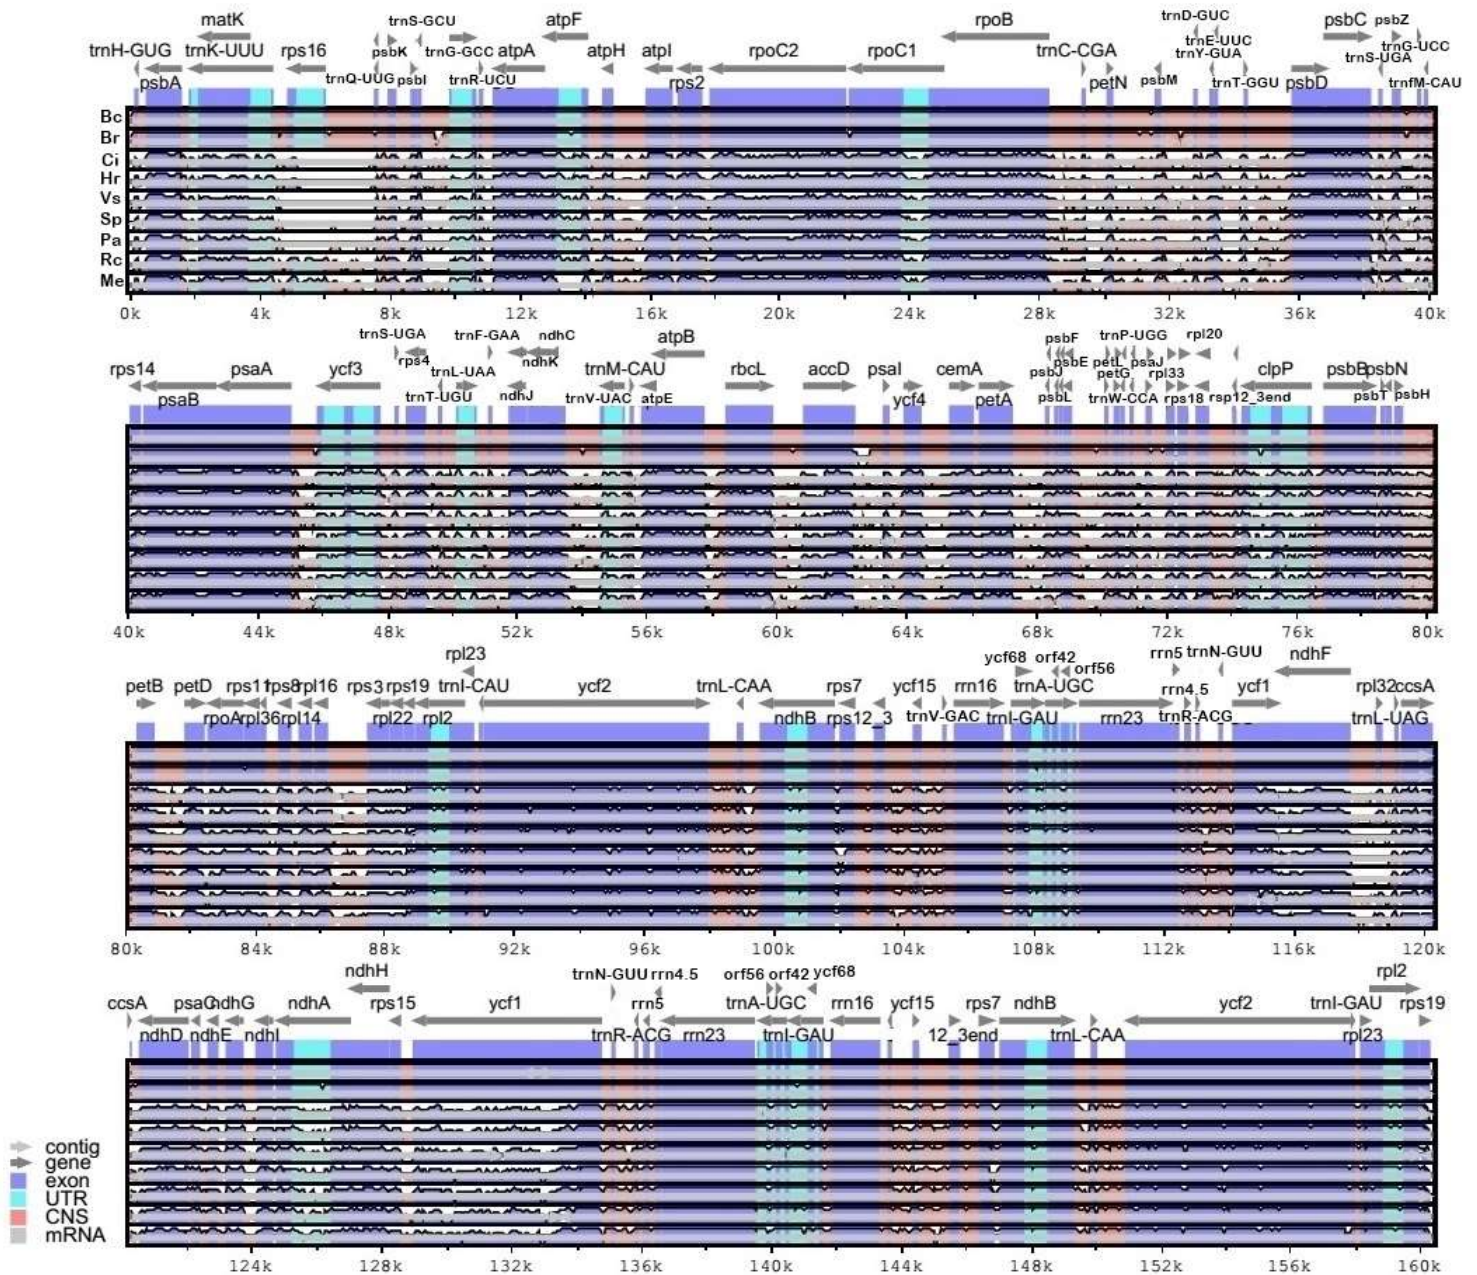 trnS-GCU trnD-GUC
matK psbK atpF trnE-UUC psbC psbZ
trnH-GUG trnK-UUU rps16 trnG-GCC atpA atpH atpI rpoC2 rpoC1 rpoB trnC-CGA trnY-GUA trnG-UCC
psbA trnQ-UUG psbI trnR-UCU rps2 petN psbM trnT-GGU psbD trnS-UGA trnfM-CAU
Bc
Br
Ci
Hr
Vs
Sp
Pa
Rc
Me
0k 4k 8k 12k 16k 20k 24k 28k 32k 36k 40k
trnS-UGA trnF-GAA ndhC atpB psbF trnP-UGG rpl20
rps4 ndhK psbE petL
rps14 psaA ycf3 trnL-UAA trnM-CAU rbcL accD psaI cemA psbJ petG psaJ rpl33 clpP psbB psbN
psaB trnT-UGU ndhJ trnV-UAC atpE ycf4 petA psbL trnW-CCA rps18 rsp12_3end psbT psbH
40k 44k 48k 52k 56k 60k 64k 68k 72k 76k 80k
rpl23 ycf68 orf42 orf56 rrn5 trnN-GUU ndhF
petB petD rps11 rps8 rpl16 rps3 rps19 trnI-CAU ycf2 trnL-CAA rps7 ycf15 rrn16 trnA-UGC rrn4.5 ycf1 rpl32 ccsA
rpoA rpl36 rpl14 rpl22 rpl2 ndhB rps12_3 trnV-GAC trnI-GAU rrn23 trnR-ACG trnL-UAG
80k 84k 88k 92k 96k 100k 104k 108k 112k 116k 120k
ndhH trnN-GUU rrn4.5 orf56 orf42 ycf68 rpl2
ccsA psaC ndhG ndhA rps15 ycf1 rrn5 trnA-UGC rrn16 ycf15 rps7 ndhB ycf2 trnI-GAU rps19
ndhD ndhE ndhI trnR-ACG rrn23 trnI-GAU 12_3end trnL-CAA rpl23
contig
gene
exon
UTR
CNS
mRNA
124k 128k 132k 136k 140k 144k 148k 152k 156k 160k